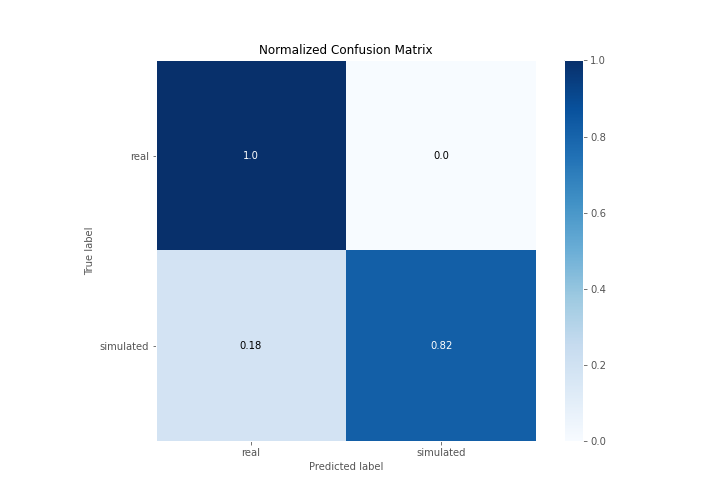 Normalized Confusion Matrix
1.0
0.8
0.6
0.4
0.2
0.0
True label
real
1.0
0.0
simulated
0.18
0.82
real
simulated
Predicted label